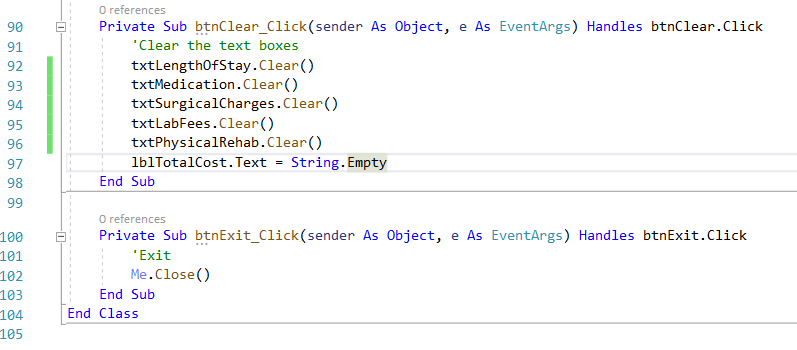 0 references
90 Private Sub btnClear_Click(sender As Object, e As EventArgs) Handles btnClear.Click
91 'Clear the text boxes
92 txtLengthOfStay.Clear()
93 txtMedication.Clear()
94 txtSurgicalCharges.Clear()
95 txtLabFees.Clear()
96 txtPhysicalRehab.Clear()
97 lblTotalCost.Text = String.Empty
98 End Sub
99
0 references
100 Private Sub btnExit_Click(sender As Object, e As EventArgs) Handles btnExit.Click
101 'Exit
102 Me.Close()
103 End Sub
104 End Class
105